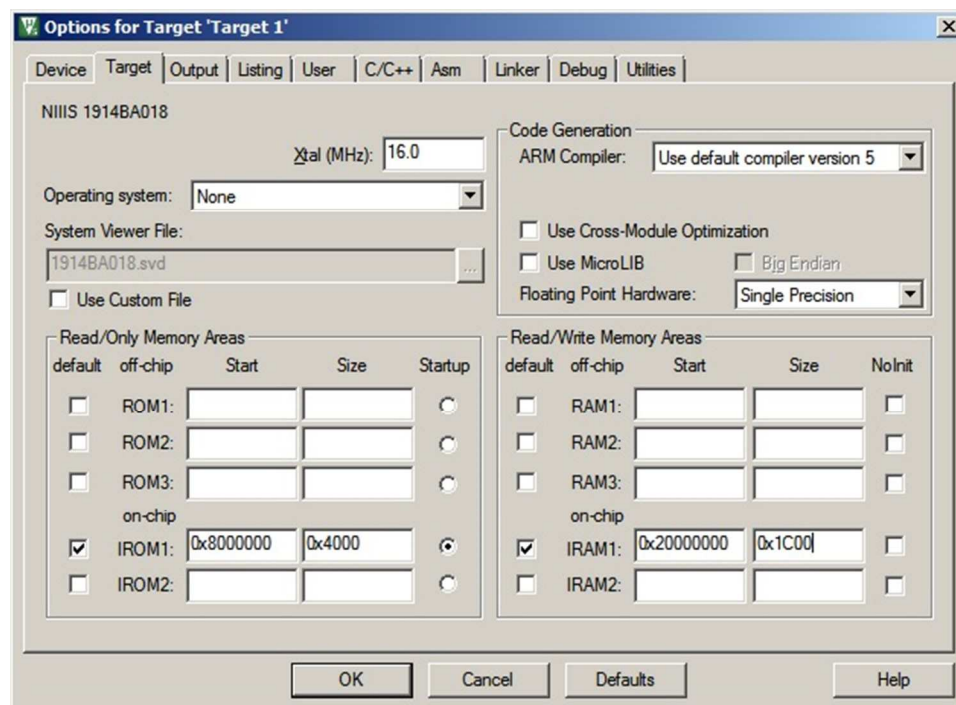 Options for Target 'Target 1'
Device Target Output Listing User C/C++ Asm Linker Debug Utilities
NIIIS 1914BA018
Xtal (MHz): 16.0
Operating system: None
System Viewer File:
1914BA018.svd ...
Use Custom File
Code Generation
ARM Compiler: Use default compiler version 5
Use Cross-Module Optimization
Use MicroLIB Big Endian
Floating Point Hardware: Single Precision
Read/Only Memory Areas
default off-chip Start Size Startup
ROM1:
ROM2:
ROM3:
on-chip
IROM1: 0x8000000 0x4000
IROM2:
Read/Write Memory Areas
default off-chip Start Size NoInit
RAM1:
RAM2:
RAM3:
on-chip
IRAM1: 0x20000000 0x1C00
IRAM2:
OK Cancel Defaults Help